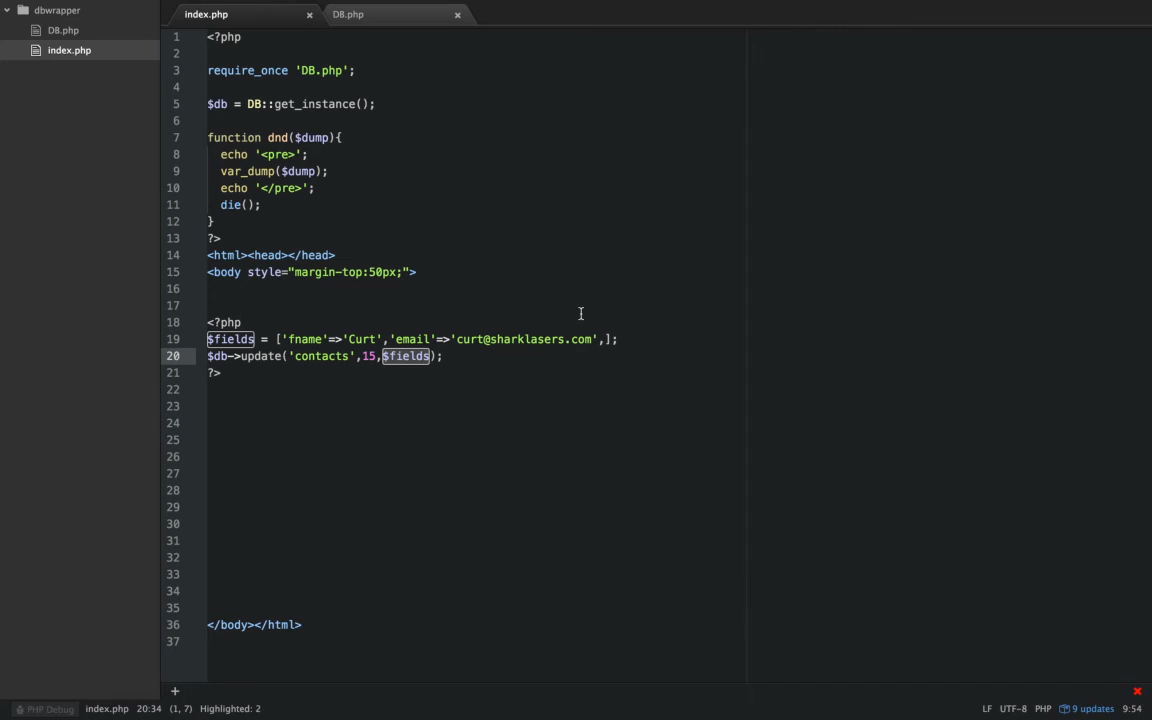 dbwrapper
DB.php
index.php
index.php
DB.php
1 <?php
2
3 require_once 'DB.php';
4
5 $db = DB::get_instance();
6
7 function dnd($dump){
8 echo '<pre>';
9 var_dump($dump);
10 echo '</pre>';
11 die();
12 }
13 ?>
14 <html><head></head>
15 <body style="margin-top:50px;">
16
17
18 <?php
19 $fields = ['fname'=>'Curt','email'=>'curt@sharklasers.com',];
20 $db->update('contacts',15,$fields);
21 ?>
22
23
24
25
26
27
28
29
30
31
32
33
34
35
36 </body></html>
37
PHP Debug index.php 20:34 (1, 7) Highlighted: 2 LF UTF-8 PHP 9 updates 9:54